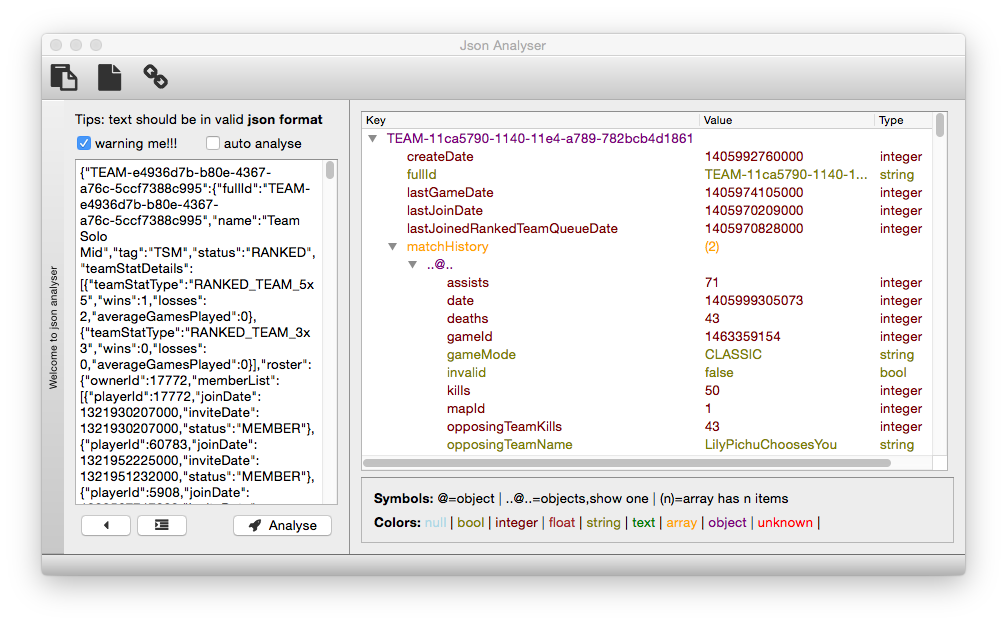 Json Analyser
Welcome to json analyser
Tips: text should be in valid json format
warning me!!! auto analyse
{"TEAM-e4936d7b-b80e-4367-
a76c-5ccf7388c995":{"fullId":"TEAM-
e4936d7b-b80e-4367-
a76c-5ccf7388c995","name":"Team
Solo
Mid","tag":"TSM","status":"RANKED",
"teamStatDetails":
[{"teamStatType":"RANKED_TEAM_5x
5","wins":1,"losses":
2,"averageGamesPlayed":0},
{"teamStatType":"RANKED_TEAM_3x
3","wins":0,"losses":
0,"averageGamesPlayed":0}],"roster":
{"ownerId":17772,"memberList":
[{"playerId":17772,"joinDate":
1321930207000,"inviteDate":
1321930207000,"status":"MEMBER"},
{"playerId":60783,"joinDate":
1321952225000,"inviteDate":
1321951232000,"status":"MEMBER"},
{"playerId":5908,"joinDate":
Analyse
Key Value Type
TEAM-11ca5790-1140-11e4-a789-782bcb4d1861
createDate 1405992760000 integer
fullId TEAM-11ca5790-1140-1... string
lastGameDate 1405974105000 integer
lastJoinDate 1405970209000 integer
lastJoinedRankedTeamQueueDate 1405970828000 integer
matchHistory (2)
..@..
assists 71 integer
date 1405999305073 integer
deaths 43 integer
gameId 1463359154 integer
gameMode CLASSIC string
invalid false bool
kills 50 integer
mapId 1 integer
opposingTeamKills 43 integer
opposingTeamName LilyPichuChoosesYou string
Symbols: @=object | ..@..=objects,show one | (n)=array has n items
Colors: null | bool | integer | float | string | text | array | object | unknown |